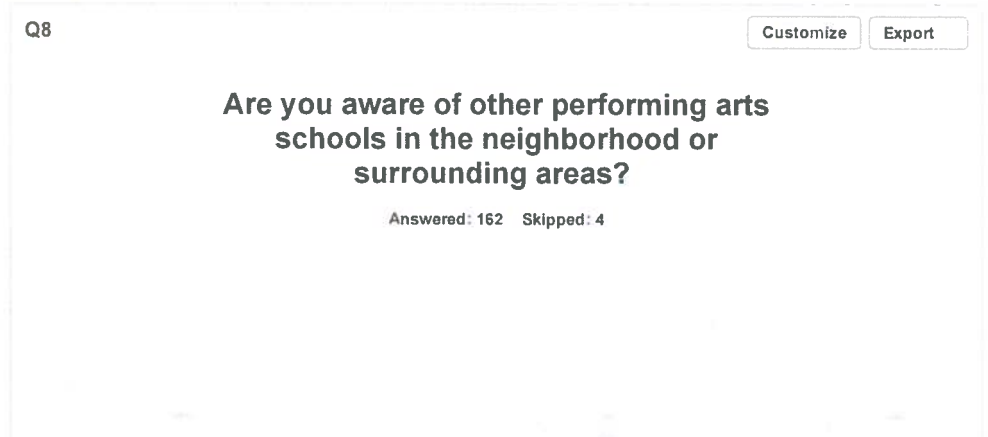 Q8
Customize Export
Are you aware of other performing arts
schools in the neighborhood or
surrounding areas?
Answered: 162 Skipped: 4